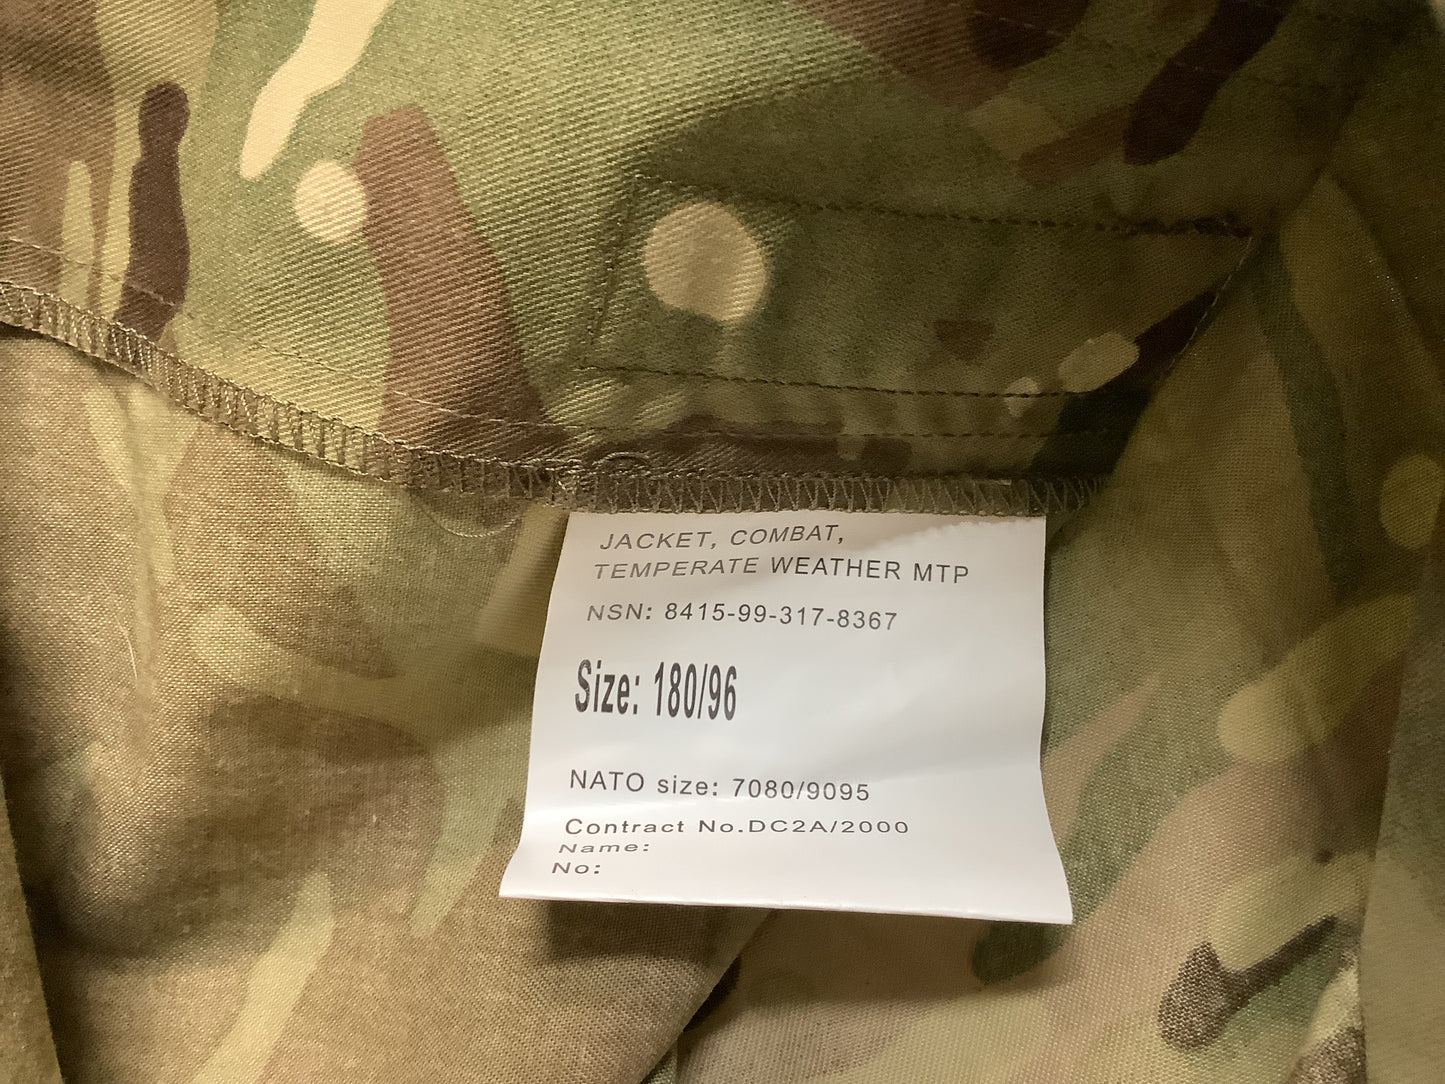 JACKET, COMBAT,
TEMPERATE WEATHER MTP
NSN: 8415-99-317-8367
Size: 180/96
NATO size: 7080/9095
Contract No.DC2A/2000
Name:
No: